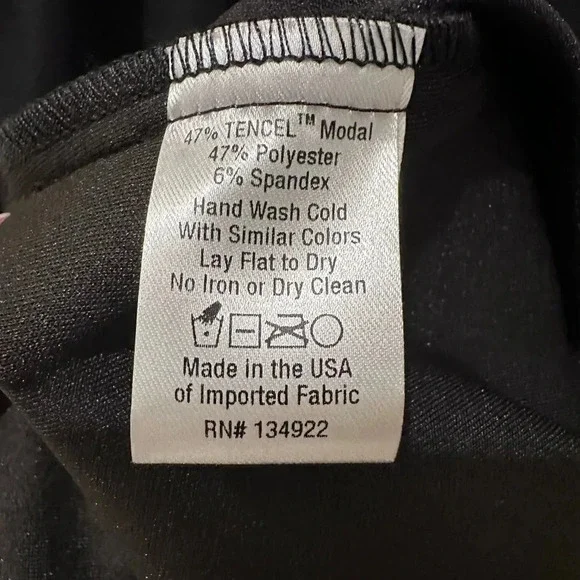 47% TENCEL™ Modal
47% Polyester
6% Spandex
Hand Wash Cold
With Similar Colors
Lay Flat to Dry
No Iron or Dry Clean
Made in the USA
of Imported Fabric
RN# 134922